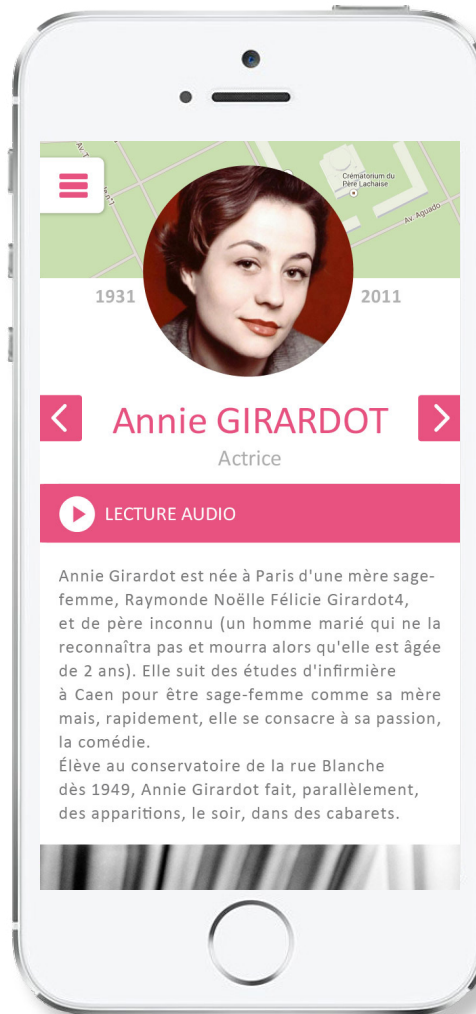 Crématorium du
Père Lachaise
Av. Aguado
1931
2011
Annie GIRARDOT
Actrice
LECTURE AUDIO
Annie Girardot est née à Paris d'une mère sage-
femme, Raymonde Noëlle Félicie Girardot4,
et de père inconnu (un homme marié qui ne la
reconnaîtra pas et mourra alors qu'elle est âgée
de 2 ans). Elle suit des études d'infirmière
à Caen pour être sage-femme comme sa mère
mais, rapidement, elle se consacre à sa passion,
la comédie.
Élève au conservatoire de la rue Blanche
dès 1949, Annie Girardot fait, parallèlement,
des apparitions, le soir, dans des cabarets.